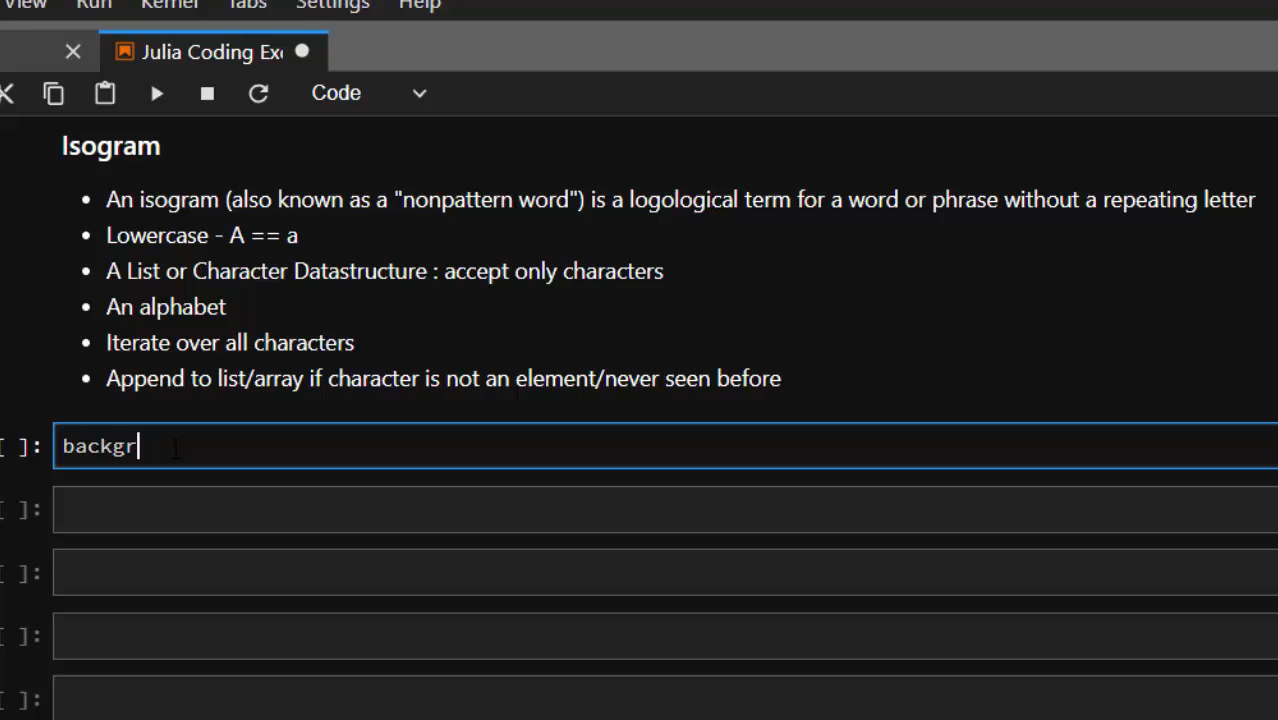 View Run Kernel Tabs Settings Help
Julia Coding Exe
Code
Isogram
An isogram (also known as a "nonpattern word") is a logological term for a word or phrase without a repeating letter
Lowercase - A == a
A List or Character Datastructure : accept only characters
An alphabet
Iterate over all characters
Append to list/array if character is not an element/never seen before
[ ]: backgr
[ ]:
[ ]:
[ ]:
[ ]: